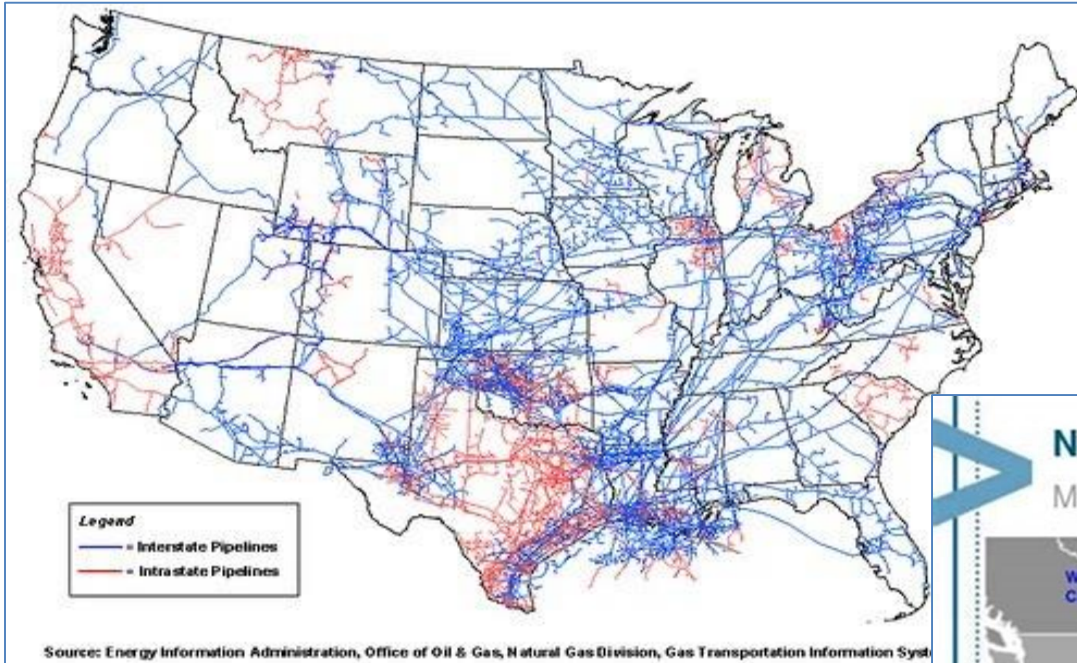 Legend
= Interstate Pipelines
= Intrastate Pipelines
Source: Energy Information Administration, Office of Oil & Gas, Natural Gas Division, Gas Transportation Information Syst
N
M
W
C